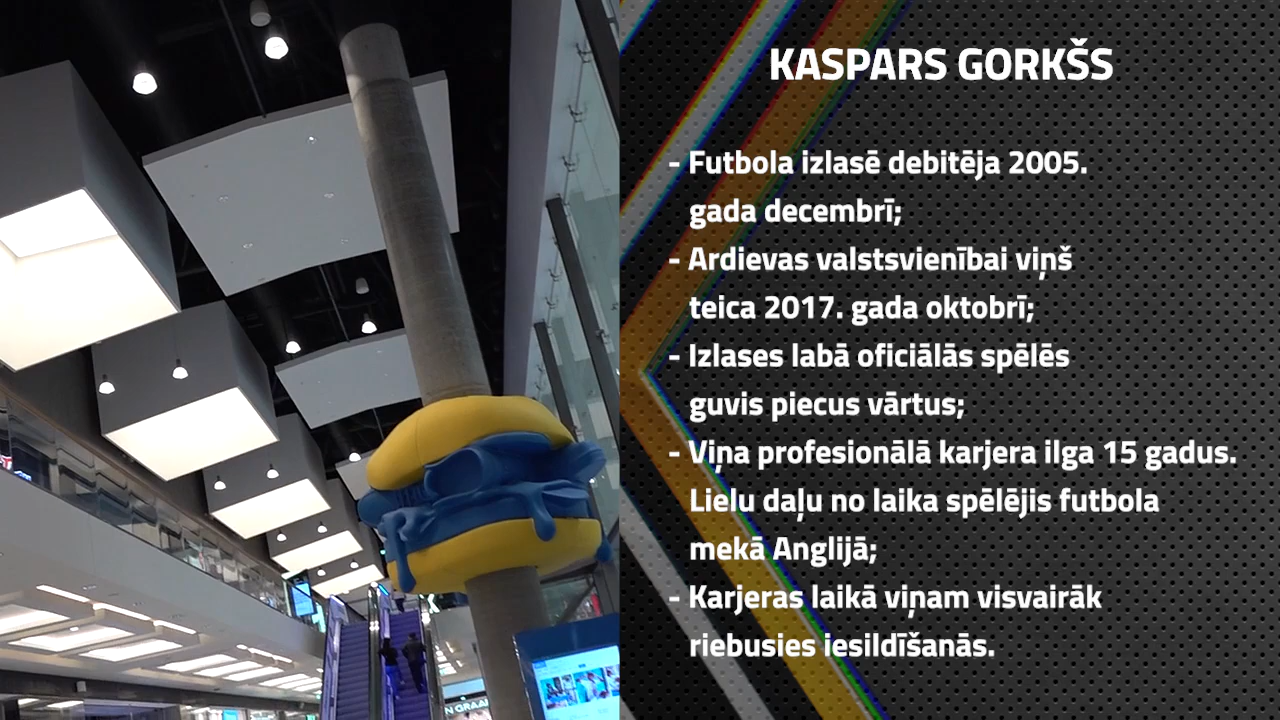 KASPARS GORKŠS
- Futbola izlasē debitēja 2005.
gada decembrī;
- Ardievas valstsvienībai viņš
teica 2017. gada oktobrī;
- Izlases labā oficiālās spēlēs
guvis piecus vārtus;
- Viņa profesionālā karjera ilga 15 gadus.
Lielu daļu no laika spēlējis futbola
mekā Anglijā;
- Karjeras laikā viņam visvairāk
riebusies iesildīšanās.